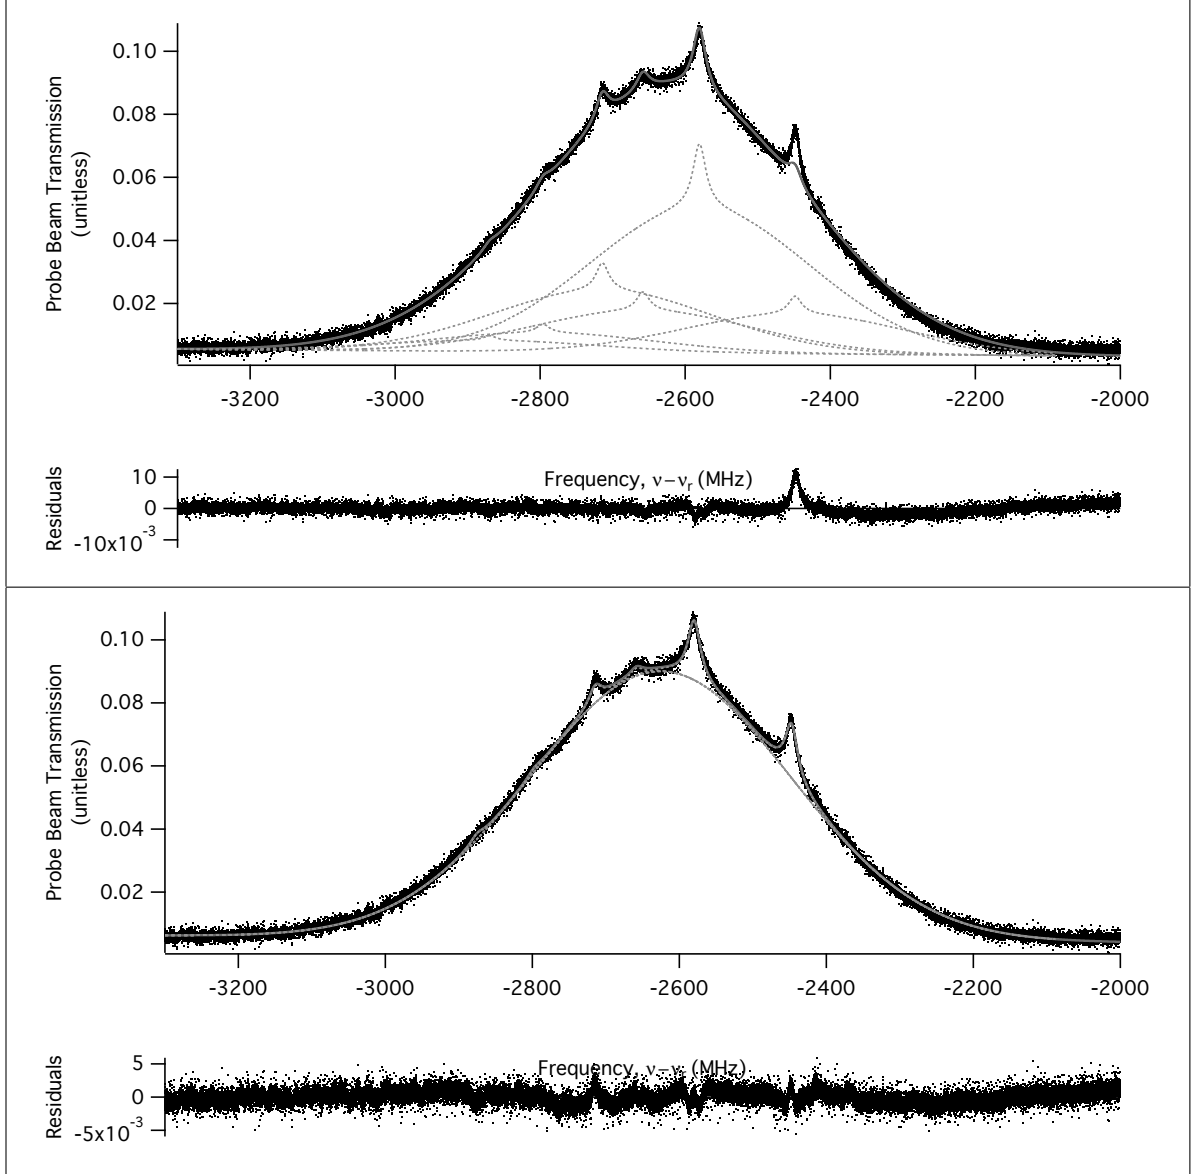 Probe Beam Transmission
(unitless)
0.10
0.08
0.06
0.04
0.02
-3200 -3000 -2800 -2600 -2400 -2200 -2000
Frequency, ν−νr (MHz)
Residuals
10
0
-10x10-3
Probe Beam Transmission
(unitless)
0.10
0.08
0.06
0.04
0.02
-3200 -3000 -2800 -2600 -2400 -2200 -2000
Frequency, ν−ν (MHz)
Residuals
5
0
-5x10-3